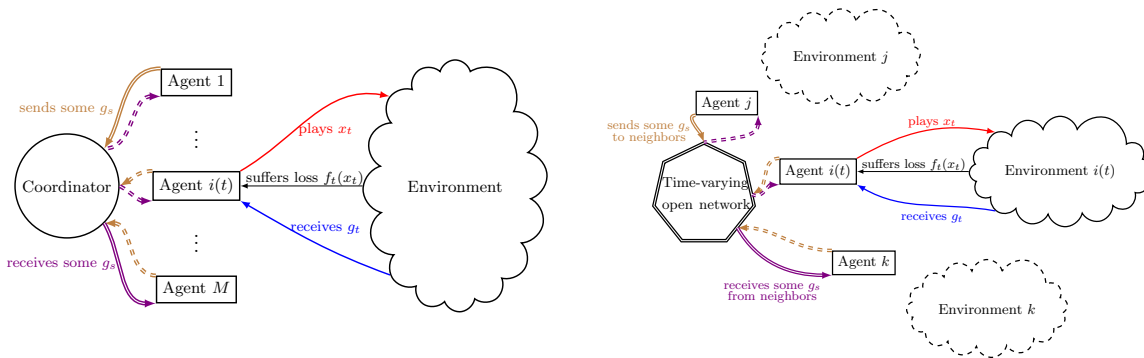 Agent 1
sends some g_s
plays x_t
⋮
Coordinator
Agent i(t)
suffers loss f_t(x_t)
Environment
receives g_t
⋮
receives some g_s
Agent M
Environment j
Agent j
sends some g_s
to neighbors
plays x_t
Time-varying
open network
Agent i(t)
suffers loss f_t(x_t)
Environment i(t)
receives g_t
Agent k
receives some g_s
from neighbors
Environment k